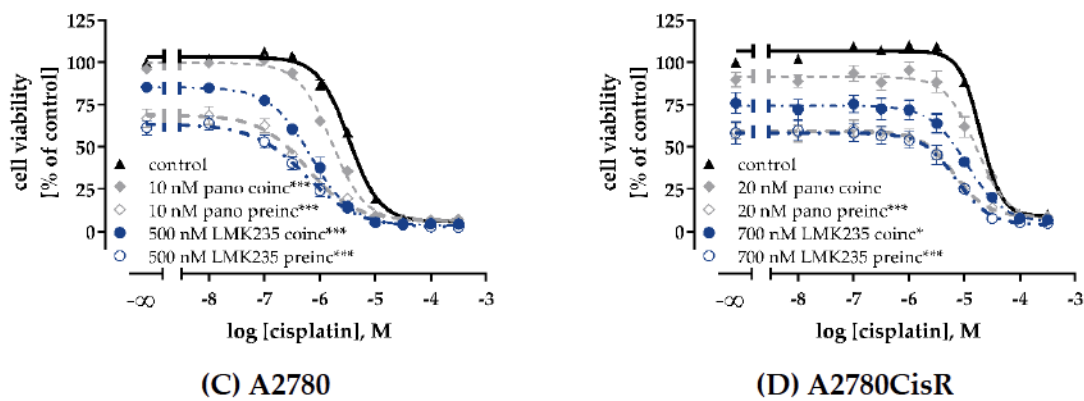 125
100
75
50
25
0
cell viability
[% of control]
control
10 nM pano coinc***
10 nM pano preinc***
500 nM LMK235 coinc***
500 nM LMK235 preinc***
-∞ -8 -7 -6 -5 -4 -3
log [cisplatin], M
(C) A2780
125
100
75
50
25
0
cell viability
[% of control]
control
20 nM pano coinc
20 nM pano preinc***
700 nM LMK235 coinc*
700 nM LMK235 preinc***
-∞ -8 -7 -6 -5 -4 -3
log [cisplatin], M
(D) A2780CisR